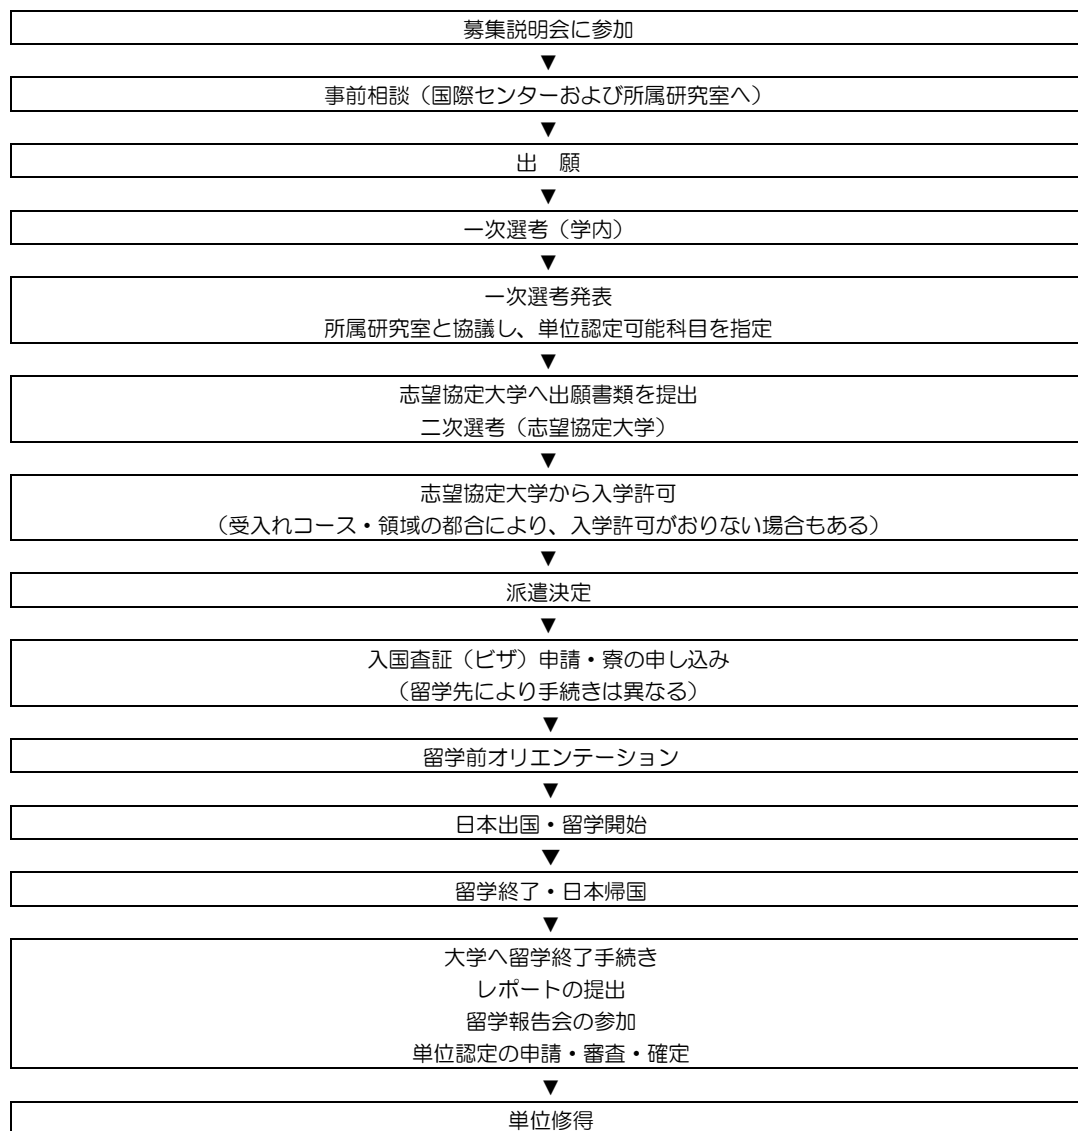 募集説明会に参加
▼
事前相談（国際センターおよび所属研究室へ）
▼
出　願
▼
一次選考（学内）
▼
一次選考発表
所属研究室と協議し、単位認定可能科目を指定
▼
志望協定大学へ出願書類を提出
二次選考（志望協定大学）
▼
志望協定大学から入学許可
（受入れコース・領域の都合により、入学許可がおりない場合もある）
▼
派遣決定
▼
入国査証（ビザ）申請・寮の申し込み
（留学先により手続きは異なる）
▼
留学前オリエンテーション
▼
日本出国・留学開始
▼
留学終了・日本帰国
▼
大学へ留学終了手続き
レポートの提出
留学報告会の参加
単位認定の申請・審査・確定
▼
単位修得